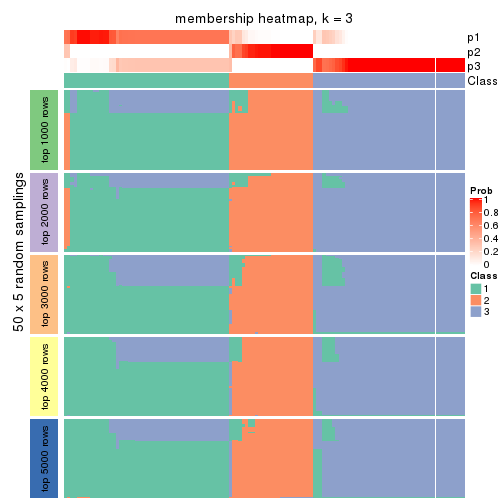 membership heatmap, k = 3
p1
p2
p3
Class
50 x 5 random samplings
top 1000 rows
top 2000 rows
top 3000 rows
top 4000 rows
top 5000 rows
Prob
1
0.8
0.6
0.4
0.2
0
Class
1
2
3